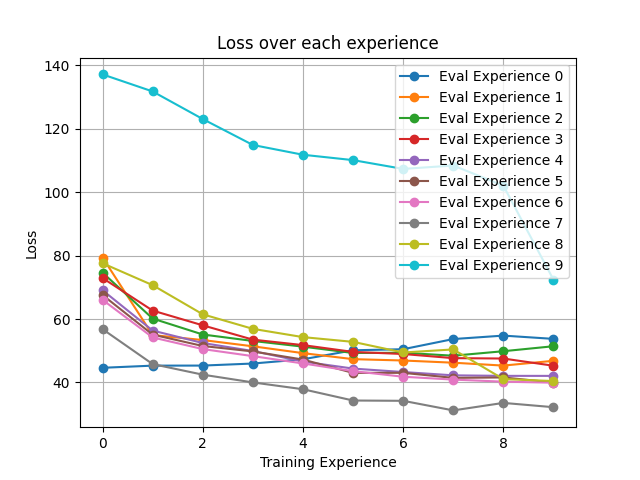 Loss over each experience
140
120
100
80
60
40
Loss
Eval Experience 0
Eval Experience 1
Eval Experience 2
Eval Experience 3
Eval Experience 4
Eval Experience 5
Eval Experience 6
Eval Experience 7
Eval Experience 8
Eval Experience 9
0 2 4 6 8
Training Experience